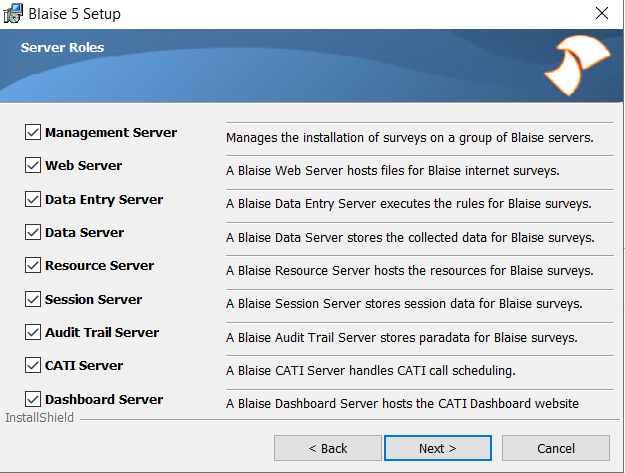 Blaise 5 Setup
Server Roles
Management Server Manages the installation of surveys on a group of Blaise servers.
Web Server A Blaise Web Server hosts files for Blaise internet surveys.
Data Entry Server A Blaise Data Entry Server executes the rules for Blaise surveys.
Data Server A Blaise Data Server stores the collected data for Blaise surveys.
Resource Server A Blaise Resource Server hosts the resources for Blaise surveys.
Session Server A Blaise Session Server stores session data for Blaise surveys.
Audit Trail Server A Blaise Audit Trail Server stores paradata for Blaise surveys.
CATI Server A Blaise CATI Server handles CATI call scheduling.
Dashboard Server A Blaise Dashboard Server hosts the CATI Dashboard website
InstallShield
< Back Next > Cancel